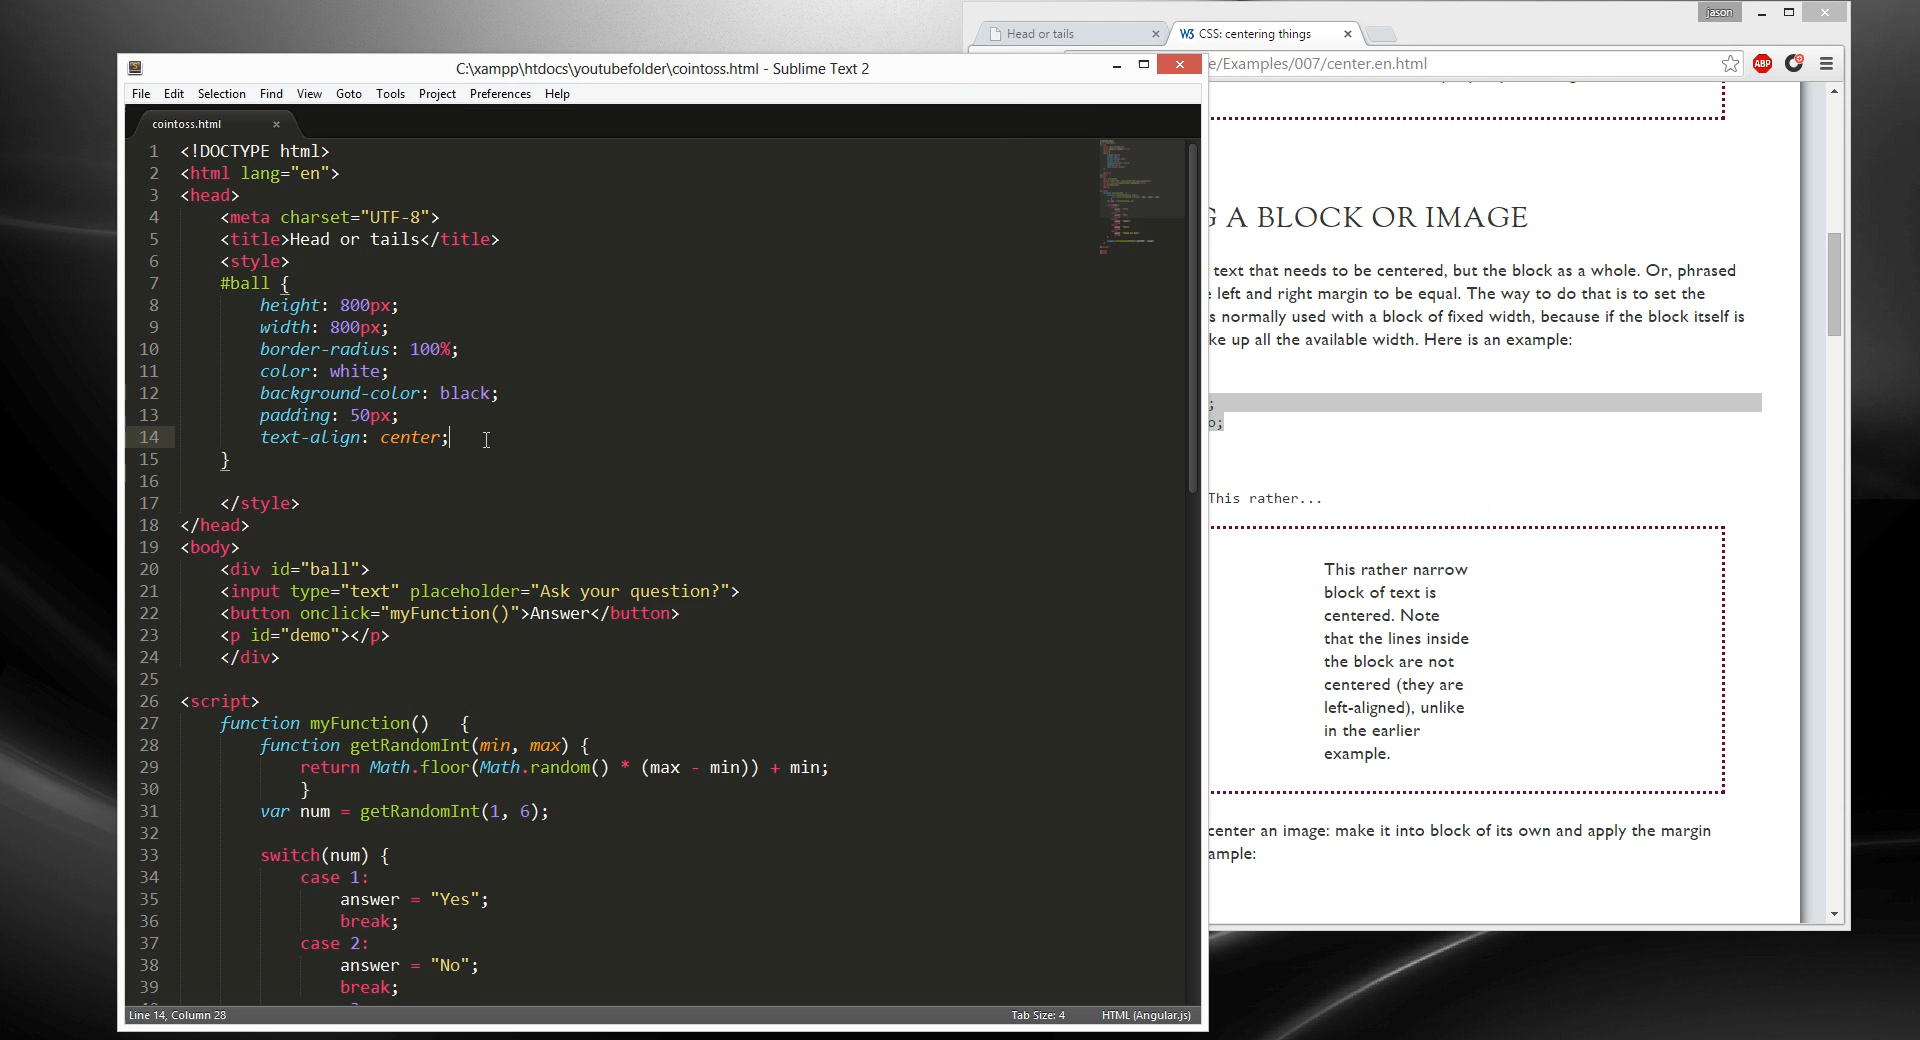 jason
Head or tails
W3 CSS: centering things
e/Examples/007/center.en.html
ABP
C:\xampp\htdocs\youtubefolder\cointoss.html - Sublime Text 2
File Edit Selection Find View Goto Tools Project Preferences Help
cointoss.html
1 <!DOCTYPE html>
2 <html lang="en">
3 <head>
4 <meta charset="UTF-8">
5 <title>Head or tails</title>
6 <style>
7 #ball {
8 height: 800px;
9 width: 800px;
10 border-radius: 100%;
11 color: white;
12 background-color: black;
13 padding: 50px;
14 text-align: center;
15 }
16
17 </style>
18 </head>
19 <body>
20 <div id="ball">
21 <input type="text" placeholder="Ask your question?">
22 <button onclick="myFunction()">Answer</button>
23 <p id="demo"></p>
24 </div>
25
26 <script>
27 function myFunction() {
28 function getRandomInt(min, max) {
29 return Math.floor(Math.random() * (max - min)) + min;
30 }
31 var num = getRandomInt(1, 6);
32
33 switch(num) {
34 case 1:
35 answer = "Yes";
36 break;
37 case 2:
38 answer = "No";
39 break;
Line 14, Column 28
Tab Size: 4
HTML (Angular.js)
G A BLOCK OR IMAGE
text that needs to be centered, but the block as a whole. Or, phrased
left and right margin to be equal. The way to do that is to set the
s normally used with a block of fixed width, because if the block itself is
ke up all the available width. Here is an example:
;
o;
This rather...
This rather narrow
block of text is
centered. Note
that the lines inside
the block are not
centered (they are
left-aligned), unlike
in the earlier
example.
center an image: make it into block of its own and apply the margin
ample: